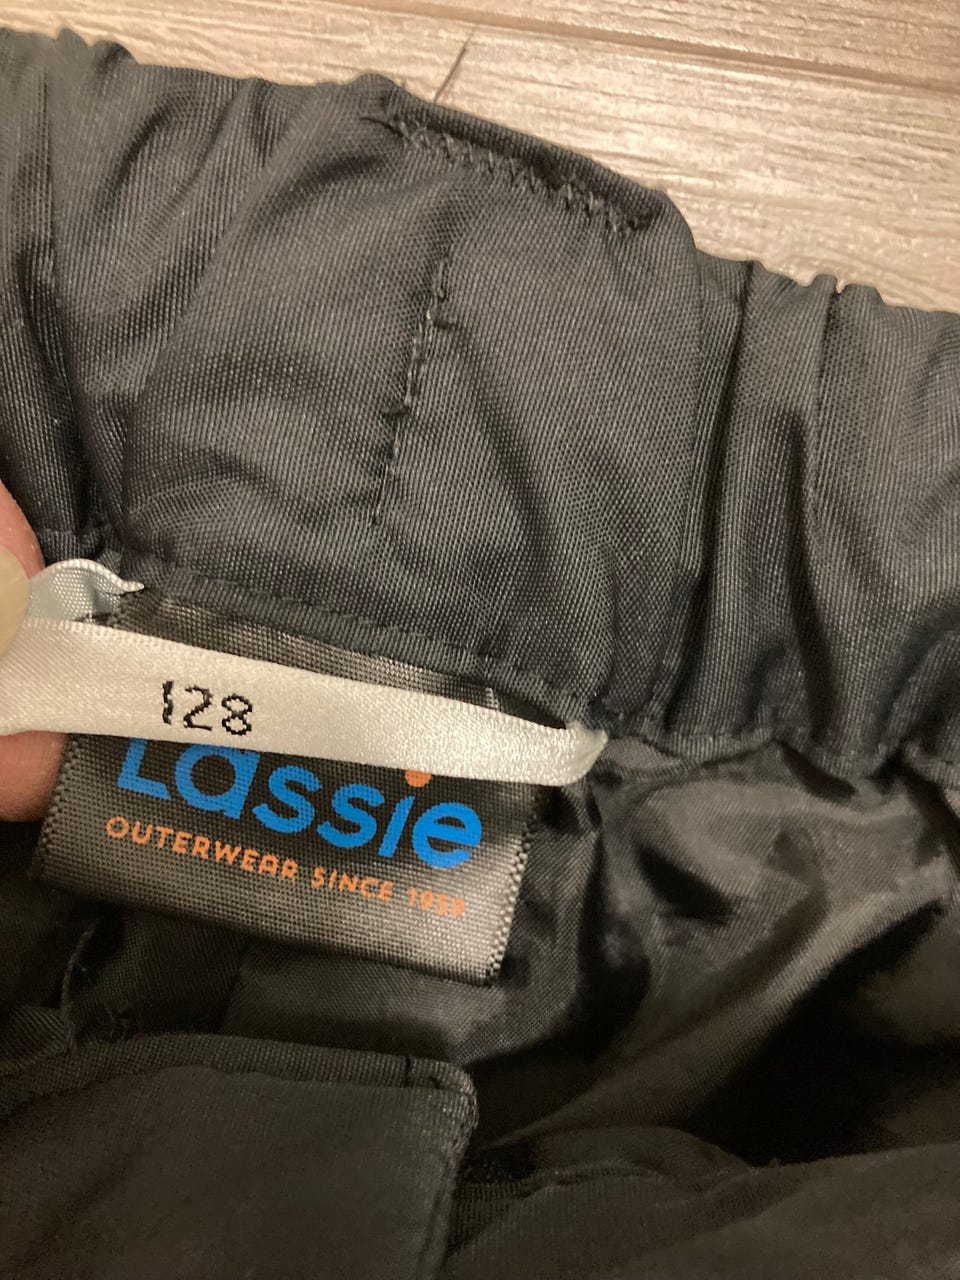 128
Lassie
OUTERWEAR SINCE 1959